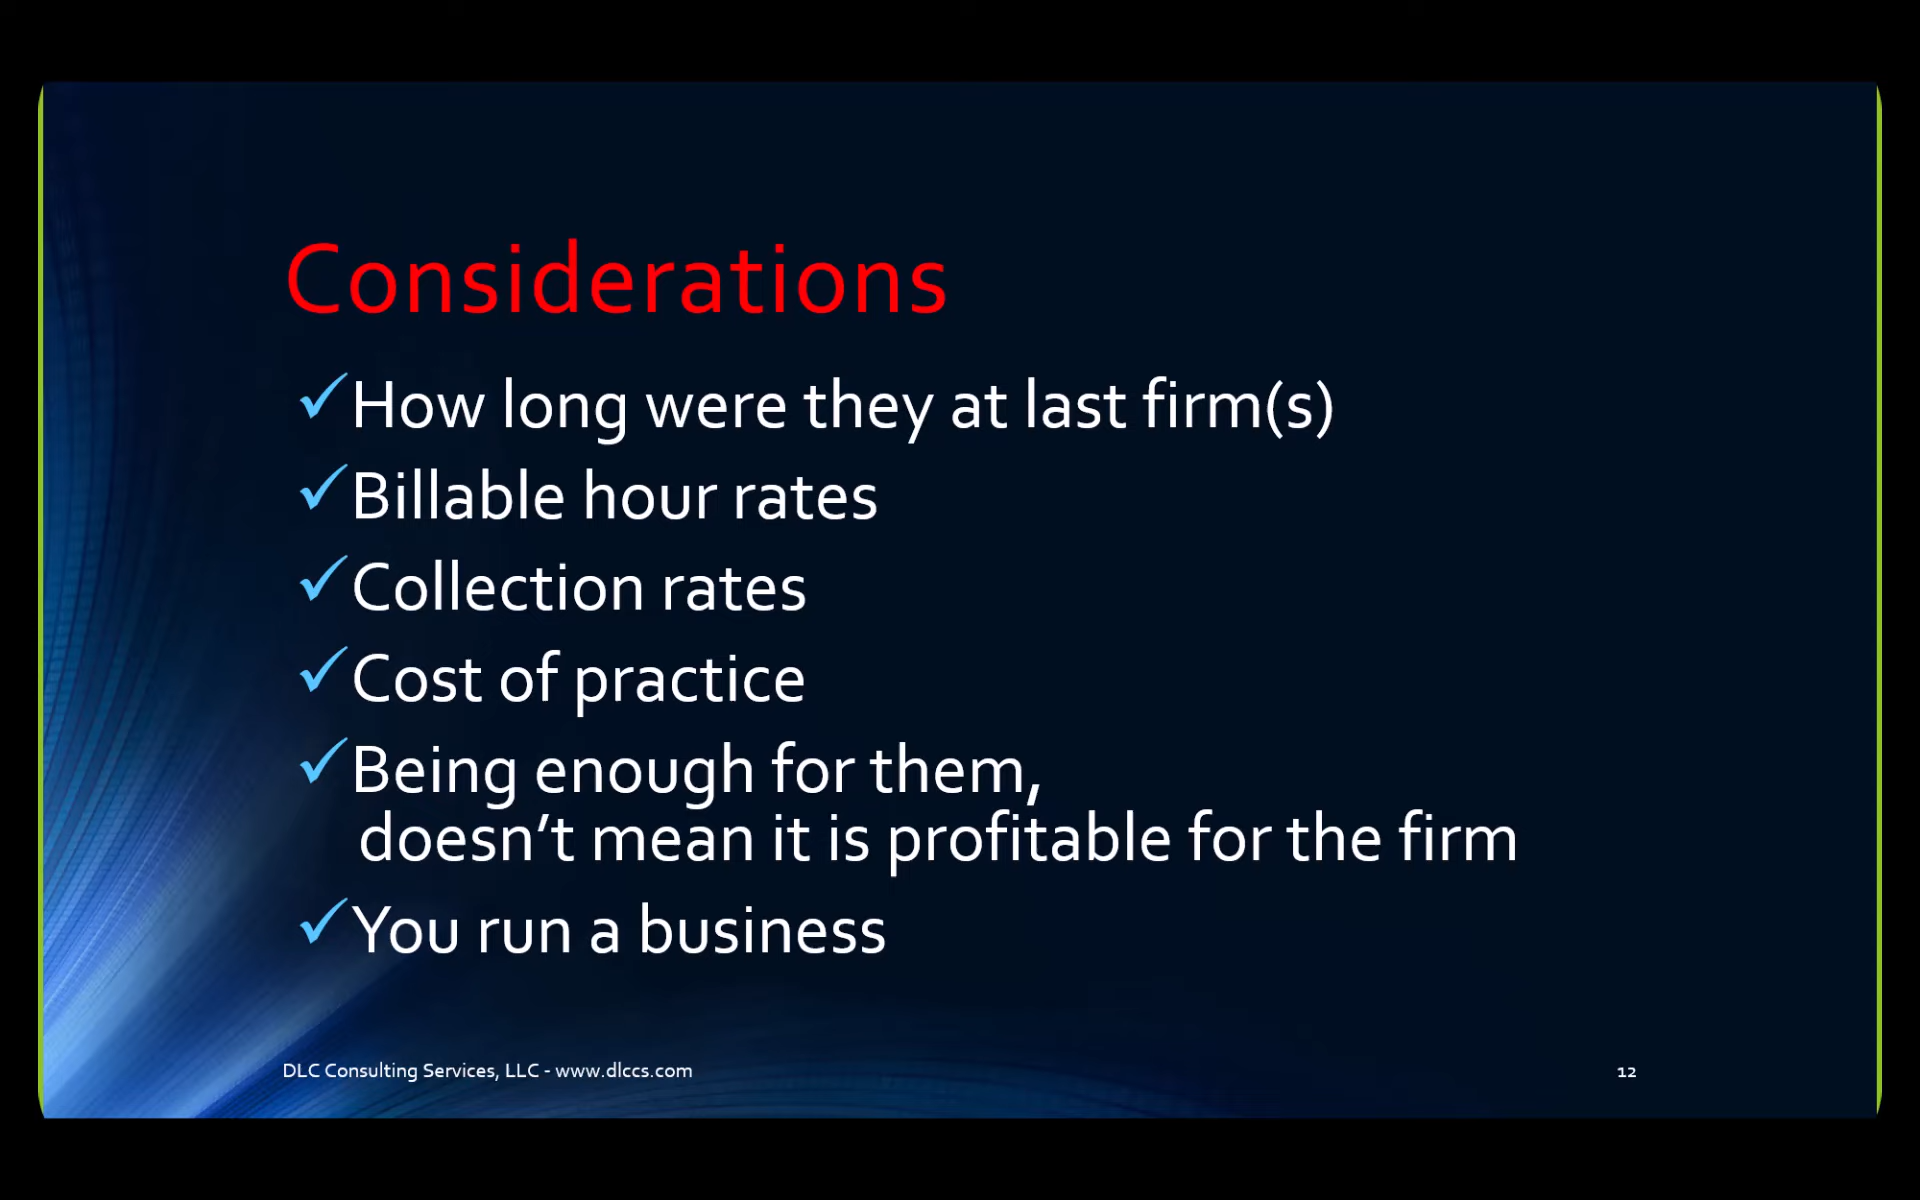 Considerations
✓How long were they at last firm(s)
✓Billable hour rates
✓Collection rates
✓Cost of practice
✓Being enough for them,
doesn’t mean it is profitable for the firm
✓You run a business
DLC Consulting Services, LLC - www.dlccs.com
12